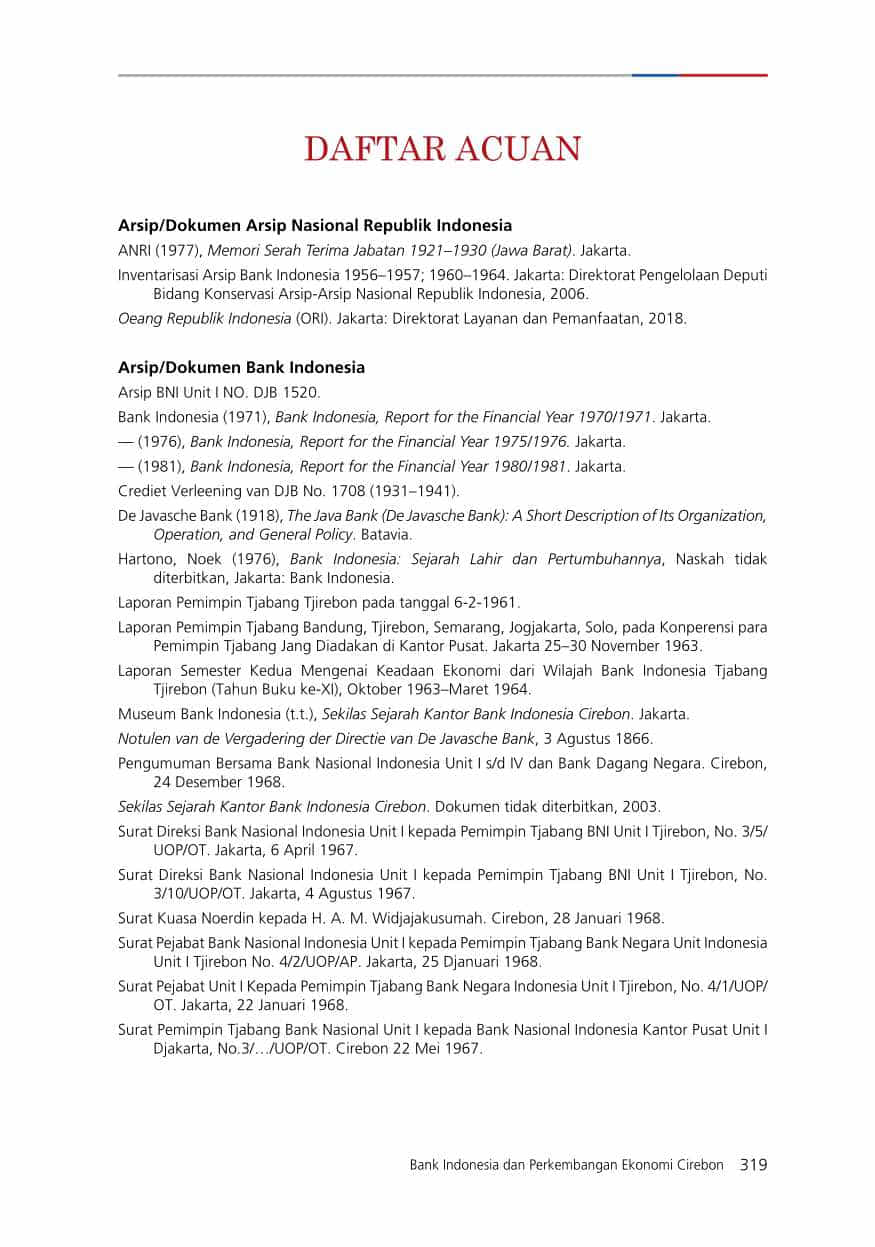 DAFTAR ACUAN
Arsip/Dokumen Arsip Nasional Republik Indonesia
ANRI (1977), Memori Serah Terima Jabatan 1921–1930 (Jawa Barat). Jakarta.
Inventarisasi Arsip Bank Indonesia 1956–1957; 1960–1964. Jakarta: Direktorat Pengelolaan Deputi
Bidang Konservasi Arsip-Arsip Nasional Republik Indonesia, 2006.
Oeang Republik Indonesia (ORI). Jakarta: Direktorat Layanan dan Pemanfaatan, 2018.
Arsip/Dokumen Bank Indonesia
Arsip BNI Unit I NO. DJB 1520.
Bank Indonesia (1971), Bank Indonesia, Report for the Financial Year 1970/1971. Jakarta.
— (1976), Bank Indonesia, Report for the Financial Year 1975/1976. Jakarta.
— (1981), Bank Indonesia, Report for the Financial Year 1980/1981. Jakarta.
Crediet Verleening van DJB No. 1708 (1931–1941).
De Javasche Bank (1918), The Java Bank (De Javasche Bank): A Short Description of Its Organization,
Operation, and General Policy. Batavia.
Hartono, Noek (1976), Bank Indonesia: Sejarah Lahir dan Pertumbuhannya, Naskah tidak
diterbitkan, Jakarta: Bank Indonesia.
Laporan Pemimpin Tjabang Tjirebon pada tanggal 6-2-1961.
Laporan Pemimpin Tjabang Bandung, Tjirebon, Semarang, Jogjakarta, Solo, pada Konperensi para
Pemimpin Tjabang Jang Diadakan di Kantor Pusat. Jakarta 25–30 November 1963.
Laporan Semester Kedua Mengenai Keadaan Ekonomi dari Wilajah Bank Indonesia Tjabang
Tjirebon (Tahun Buku ke-XI), Oktober 1963–Maret 1964.
Museum Bank Indonesia (t.t.), Sekilas Sejarah Kantor Bank Indonesia Cirebon. Jakarta.
Notulen van de Vergadering der Directie van De Javasche Bank, 3 Agustus 1866.
Pengumuman Bersama Bank Nasional Indonesia Unit I s/d IV dan Bank Dagang Negara. Cirebon,
24 Desember 1968.
Sekilas Sejarah Kantor Bank Indonesia Cirebon. Dokumen tidak diterbitkan, 2003.
Surat Direksi Bank Nasional Indonesia Unit I kepada Pemimpin Tjabang BNI Unit I Tjirebon, No. 3/5/
UOP/OT. Jakarta, 6 April 1967.
Surat Direksi Bank Nasional Indonesia Unit I kepada Pemimpin Tjabang BNI Unit I Tjirebon, No.
3/10/UOP/OT. Jakarta, 4 Agustus 1967.
Surat Kuasa Noerdin kepada H. A. M. Widjajakusumah. Cirebon, 28 Januari 1968.
Surat Pejabat Bank Nasional Indonesia Unit I kepada Pemimpin Tjabang Bank Negara Unit Indonesia
Unit I Tjirebon No. 4/2/UOP/AP. Jakarta, 25 Djanuari 1968.
Surat Pejabat Unit I Kepada Pemimpin Tjabang Bank Negara Indonesia Unit I Tjirebon, No. 4/1/UOP/
OT. Jakarta, 22 Januari 1968.
Surat Pemimpin Tjabang Bank Nasional Unit I kepada Bank Nasional Indonesia Kantor Pusat Unit I
Djakarta, No.3/…/UOP/OT. Cirebon 22 Mei 1967.
Bank Indonesia dan Perkembangan Ekonomi Cirebon 319